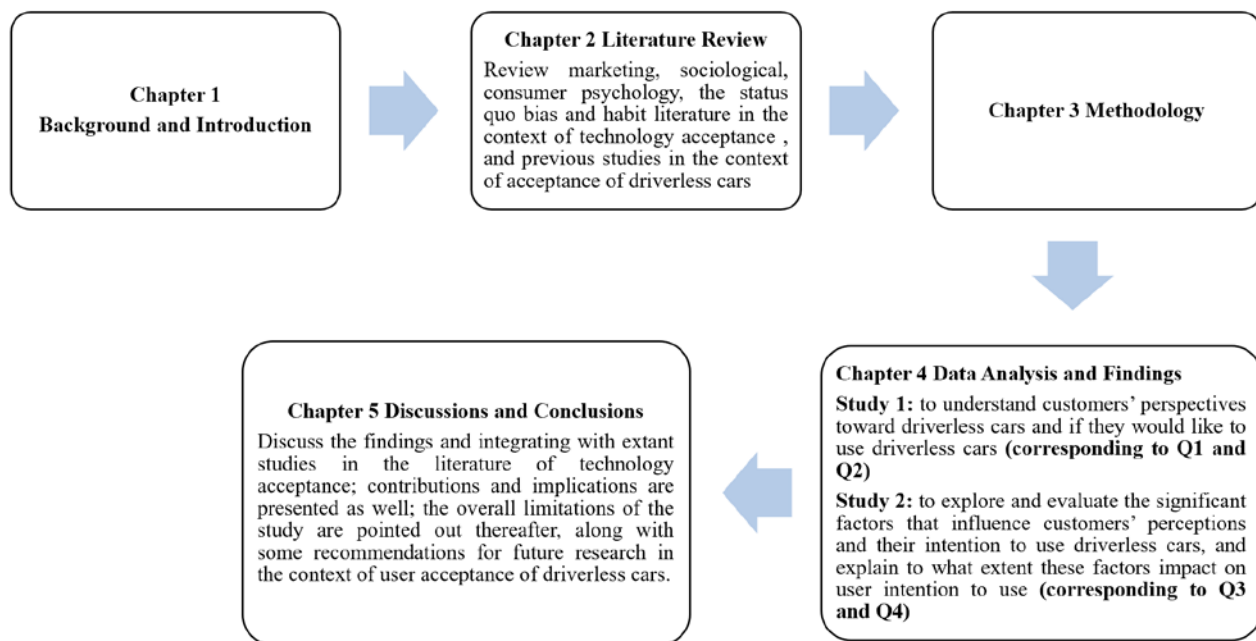 Chapter 1
Background and Introduction
Chapter 2 Literature Review
Review marketing, sociological,
consumer psychology, the status
quo bias and habit literature in the
context of technology acceptance ,
and previous studies in the context
of acceptance of driverless cars
Chapter 3 Methodology
Chapter 4 Data Analysis and Findings
Study 1: to understand customers’ perspectives
toward driverless cars and if they would like to
use driverless cars (corresponding to Q1 and
Q2)
Study 2: to explore and evaluate the significant
factors that influence customers’ perceptions
and their intention to use driverless cars, and
explain to what extent these factors impact on
user intention to use (corresponding to Q3
and Q4)
Chapter 5 Discussions and Conclusions
Discuss the findings and integrating with extant
studies in the literature of technology
acceptance; contributions and implications are
presented as well; the overall limitations of the
study are pointed out thereafter, along with
some recommendations for future research in
the context of user acceptance of driverless cars.